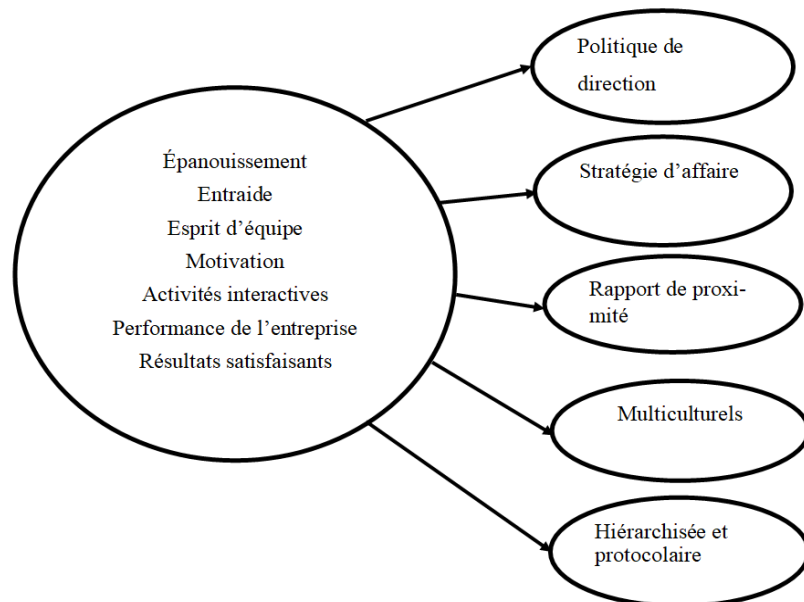 Épanouissement
Entraide
Esprit d’équipe
Motivation
Activités interactives
Performance de l’entreprise
Résultats satisfaisants
Politique de
direction
Stratégie d’affaire
Rapport de proxi-
mité
Multiculturels
Hiérarchisée et
protocolaire